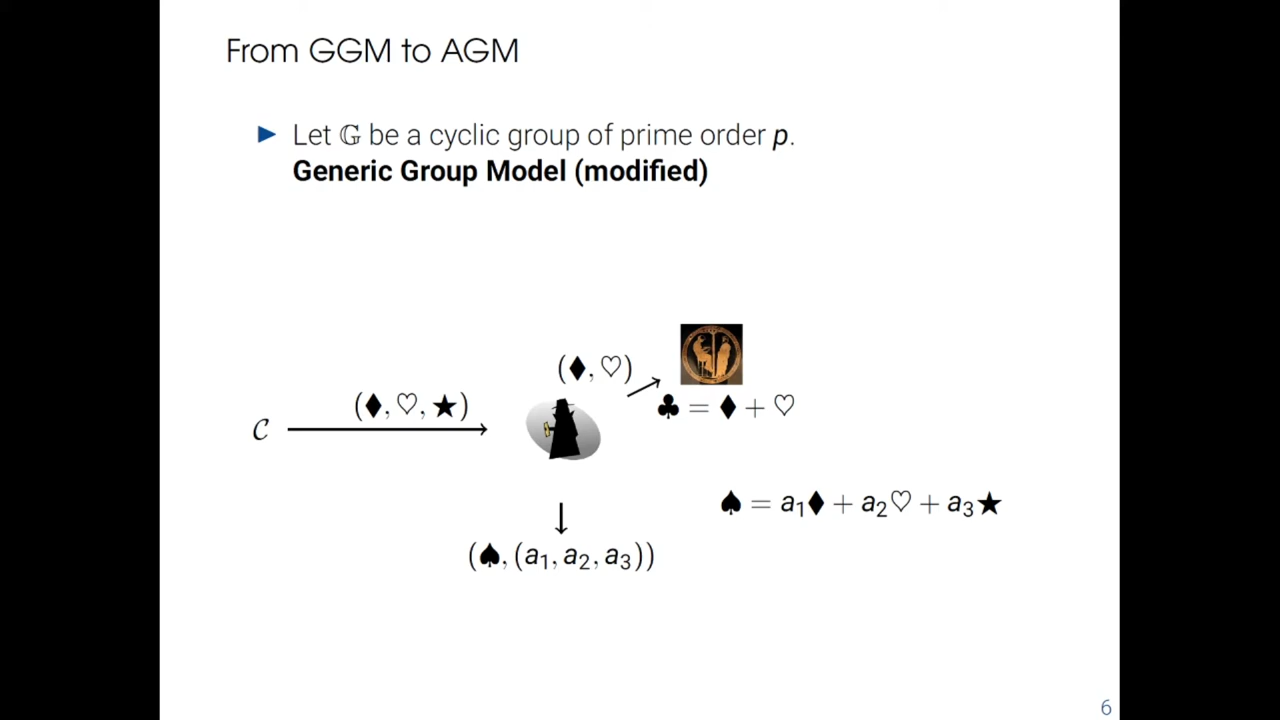 From GGM to AGM
▶ Let 𝔾 be a cyclic group of prime order p.
Generic Group Model (modified)
(♦, ♡)
♣ = ♦ + ♡
(♦, ♡, ★)
𝒞
♠ = a₁♦ + a₂♡ + a₃★
(♠, (a₁, a₂, a₃))
6